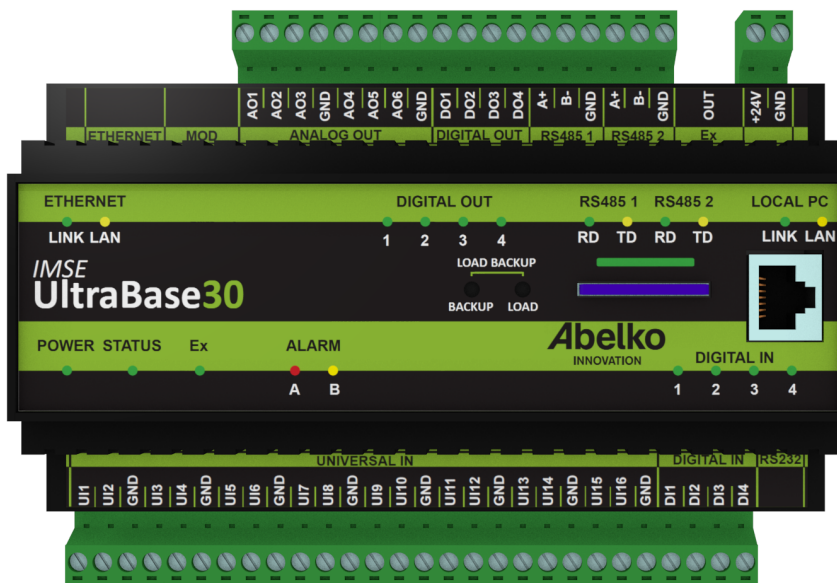 AO1 AO2 AO3 GND AO4 AO5 AO6 GND DO1 DO2 DO3 DO4 A+ B- GND A+ B- GND OUT +24V GND
ETHERNET MOD ANALOG OUT DIGITAL OUT RS485 1 RS485 2 Ex
ETHERNET DIGITAL OUT RS485 1 RS485 2 LOCAL PC
LINK LAN 1 2 3 4 RD TD RD TD LINK LAN
IMSE LOAD BACKUP
UltraBase30
BACKUP LOAD
POWER STATUS Ex ALARM Abelko
INNOVATION DIGITAL IN
A B 1 2 3 4
UNIVERSAL IN DIGITAL IN RS232
UI1 UI2 GND UI3 UI4 GND UI5 UI6 GND UI7 UI8 GND UI9 UI10 GND UI11 UI12 GND UI13 UI14 GND UI15 UI16 GND DI1 DI2 DI3 DI4